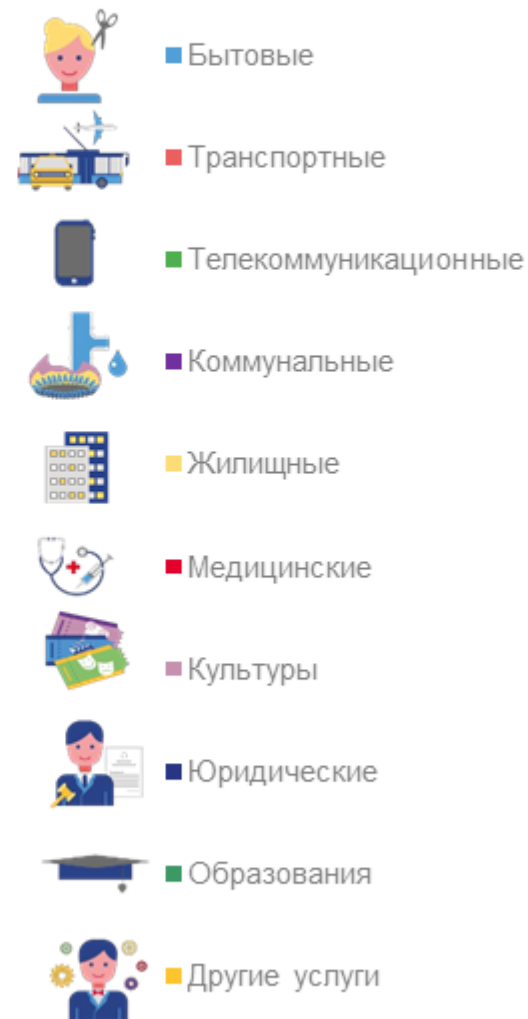 Бытовые
Транспортные
Телекоммуникационные
Коммунальные
Жилищные
Медицинские
Культуры
Юридические
Образования
Другие услуги